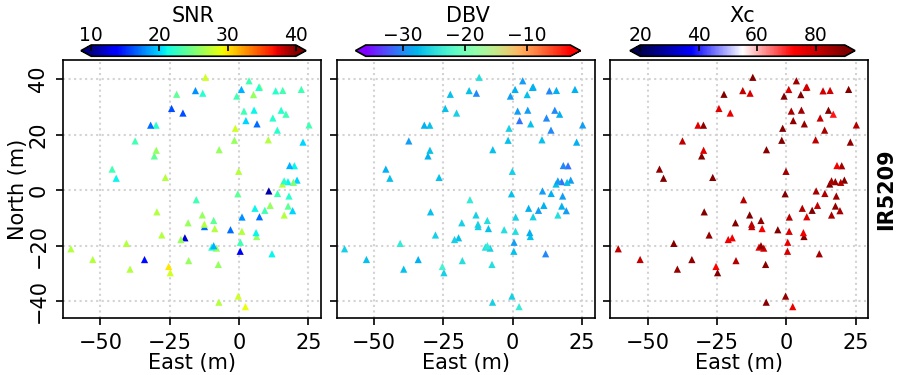 SNR DBV Xc
10 20 30 40 −30 −20 −10 20 40 60 80
40
20
0
−20
−40
North (m)
IR5209
−50 −25 0 25 −50 −25 0 25 −50 −25 0 25
East (m) East (m) East (m)